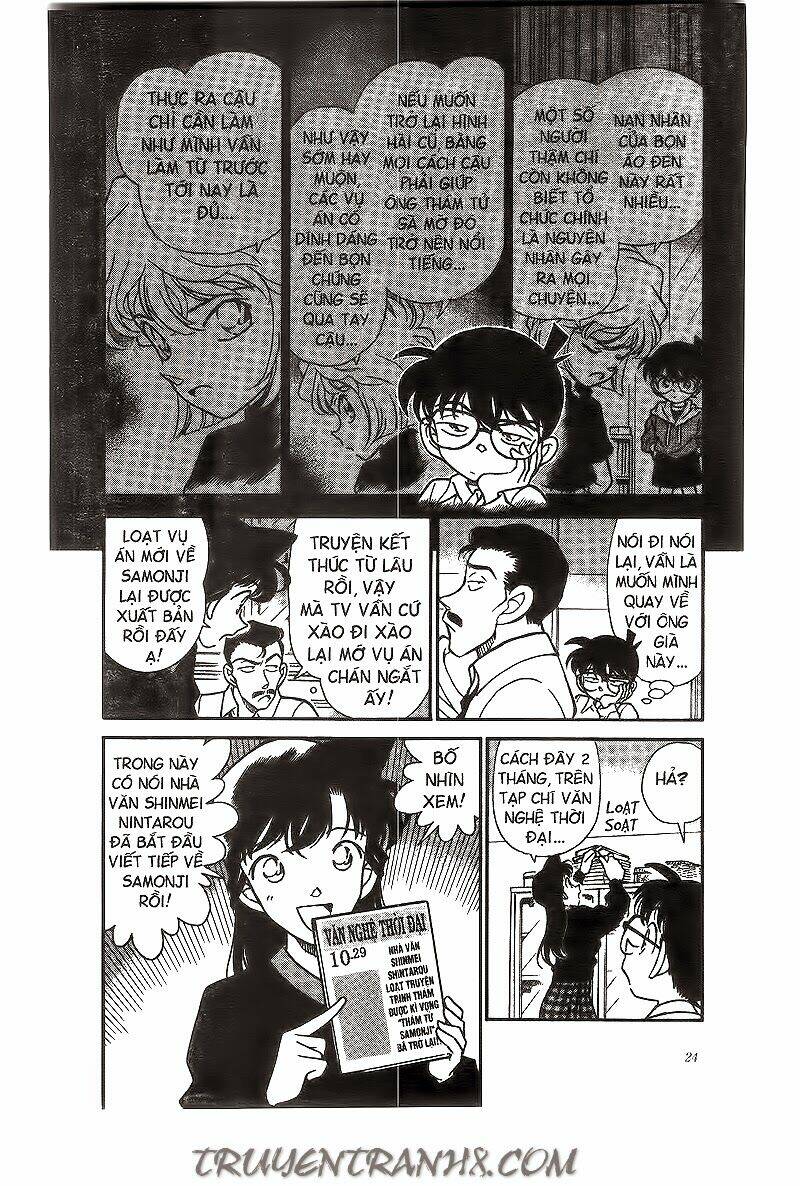 NẠN NHÂN
CỦA BỌN
ÁO ĐEN
NÀY RẤT
NHIỀU...
MỘT SỐ
NGƯỜI
THẬM CHÍ
CÒN KHÔNG
BIẾT TỔ
CHỨC CHÍNH
LÀ NGUYÊN
NHÂN GÂY
RA MỌI
CHUYỆN...
NẾU MUỐN
TRỞ LẠI HÌNH
HÀI CŨ, BẰNG
MỌI CÁCH CẬU
PHẢI GIÚP
ÔNG THÁM TỬ
GÀ MỜ ĐÓ
TRỞ NÊN NỔI
TIẾNG...
NHƯ VẬY
SỚM HAY
MUỘN,
CÁC VỤ
ÁN CÓ
DÍNH DÁNG
ĐẾN BỌN
CHÚNG
CŨNG SẼ
QUA TAY
CẬU...
THỰC RA CẬU
CHỈ CẦN LÀM
NHƯ MÌNH VẪN
LÀM TỪ TRƯỚC
TỚI NAY LÀ
ĐỦ...
NÓI ĐI NÓI
LẠI, VẪN LÀ
MUỐN MÌNH
QUAY VỀ
VỚI ÔNG
GIÀ
NÀY...
TRUYỆN KẾT
THÚC TỪ LÂU
RỒI, VẬY
MÀ TV VẪN CỨ
XÀO ĐI XÀO
LẠI MỚ VỤ ÁN
CHÁN NGẮT
ẤY!
LOẠT VỤ
ÁN MỚI VỀ
SAMONJI
LẠI ĐƯỢC
XUẤT BẢN
RỒI ĐẤY
Ạ!
HẢ?
CÁCH ĐÂY 2
THÁNG, TRÊN
TẠP CHÍ VĂN
NGHỆ THỜI
ĐẠI...
LOẠT
SOẠT
BỐ
NHÌN
XEM!
TRONG NÀY
CÓ NÓI NHÀ
VĂN SHINMEI
NINTAROU
ĐÃ BẮT ĐẦU
VIẾT TIẾP VỀ
SAMONJI
RỒI!
VĂN NGHỆ THỜI ĐẠI
10.29
NHÀ VĂN
SHINMEI
SHINTAROU
LOẠT TRUYỆN
TRINH THÁM
ĐƯỢC KÌ VỌNG
"THÁM TỬ
SAMONJI"
ĐÃ TRỞ LẠI!
24
TRUYENTRANH8.COM